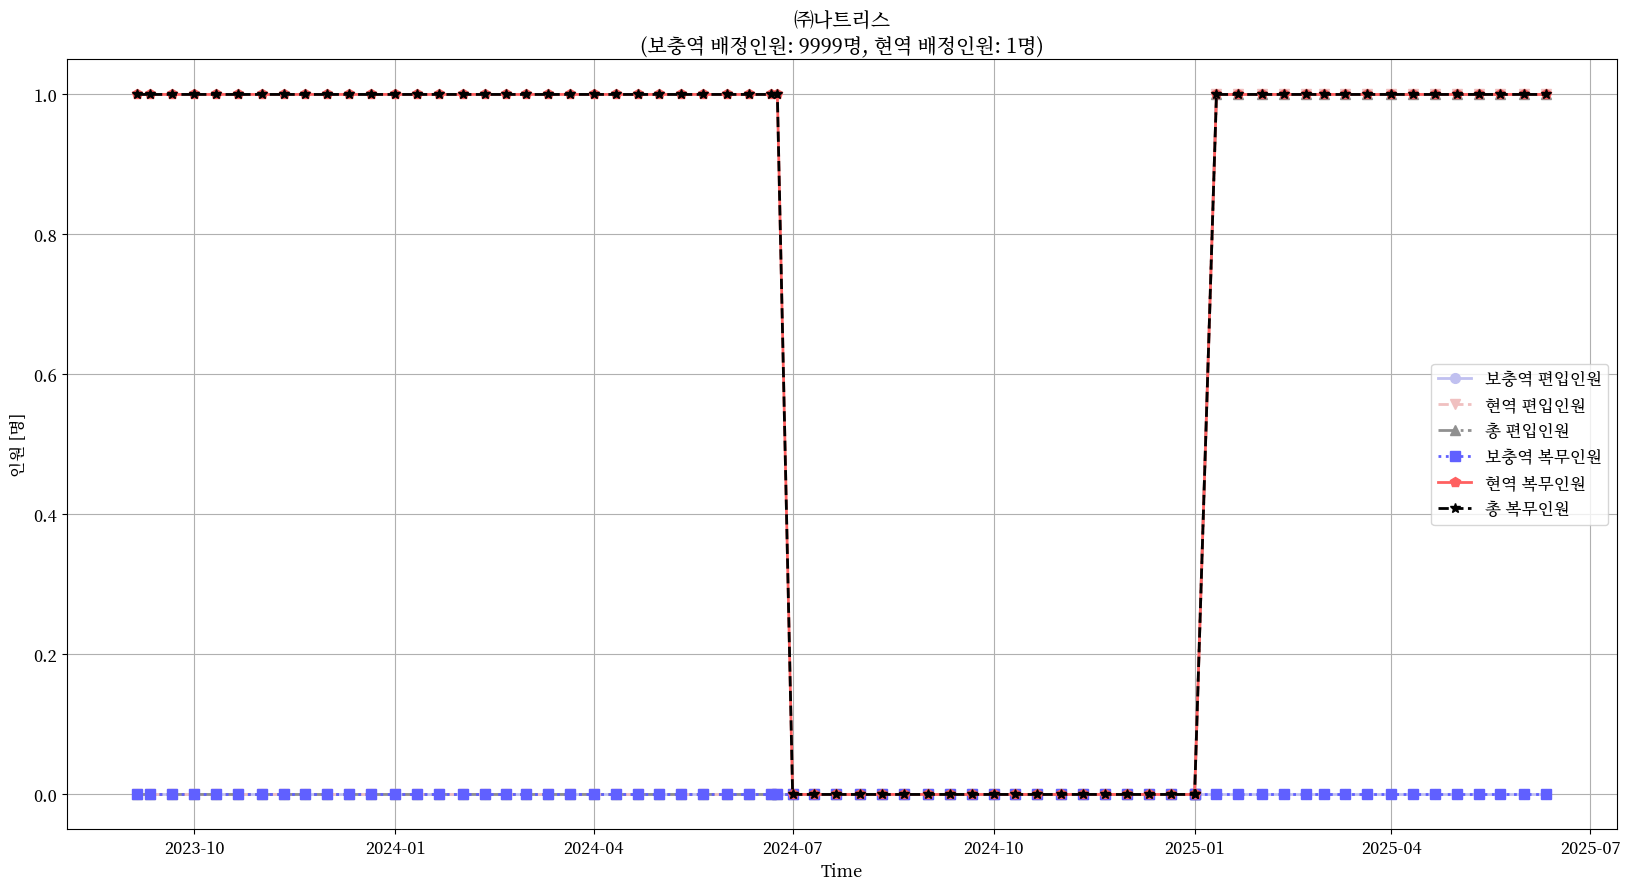 ㈜나트리스
(보충역 배정인원: 9999명, 현역 배정인원: 1명)
인원 [명]
1.0
0.8
0.6
0.4
0.2
0.0
보충역 편입인원
현역 편입인원
총 편입인원
보충역 복무인원
현역 복무인원
총 복무인원
2023-10
2024-01
2024-04
2024-07
2024-10
2025-01
2025-04
2025-07
Time